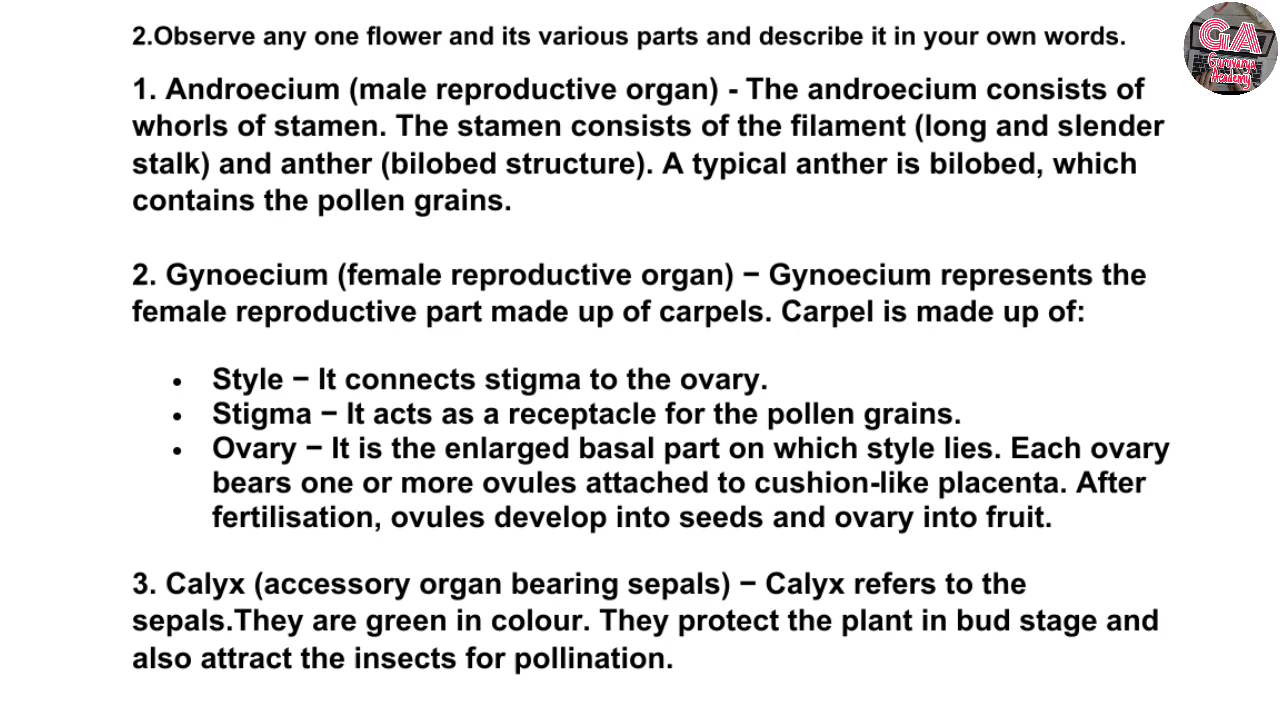 2.Observe any one flower and its various parts and describe it in your own words.
GA
Garmanya
Academy
1. Androecium (male reproductive organ) - The androecium consists of
whorls of stamen. The stamen consists of the filament (long and slender
stalk) and anther (bilobed structure). A typical anther is bilobed, which
contains the pollen grains.
2. Gynoecium (female reproductive organ) − Gynoecium represents the
female reproductive part made up of carpels. Carpel is made up of:
• Style − It connects stigma to the ovary.
• Stigma − It acts as a receptacle for the pollen grains.
• Ovary − It is the enlarged basal part on which style lies. Each ovary
bears one or more ovules attached to cushion-like placenta. After
fertilisation, ovules develop into seeds and ovary into fruit.
3. Calyx (accessory organ bearing sepals) − Calyx refers to the
sepals.They are green in colour. They protect the plant in bud stage and
also attract the insects for pollination.